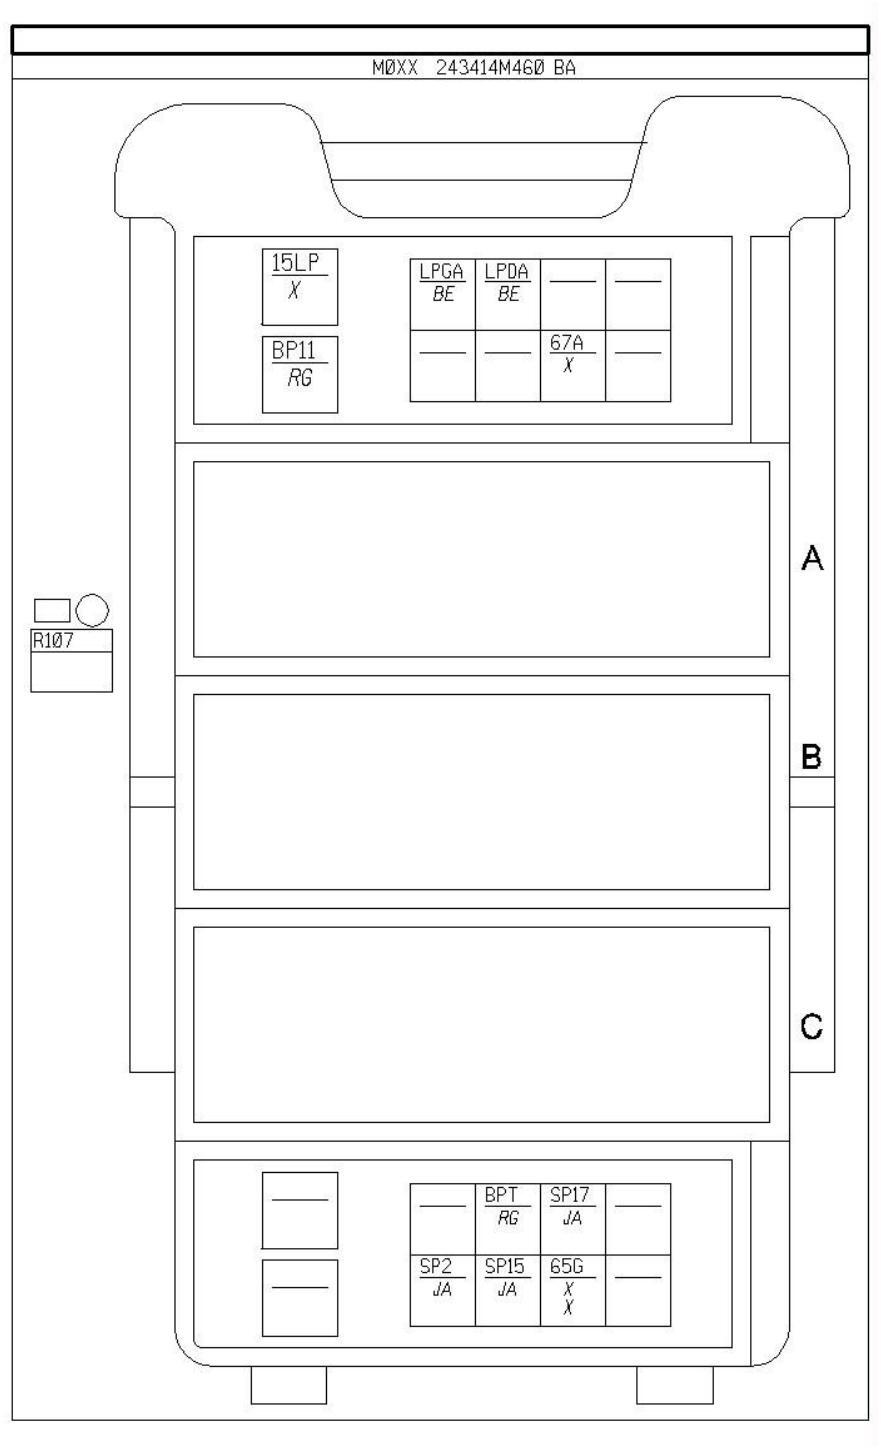 MØXX 243414M460 BA
15LP
X
LPGA LPDA
BE BE
BP11
RG
67A
X
A
R107
B
C
BPT SP17
RG JA
SP2 SP15 65G
JA JA X
X